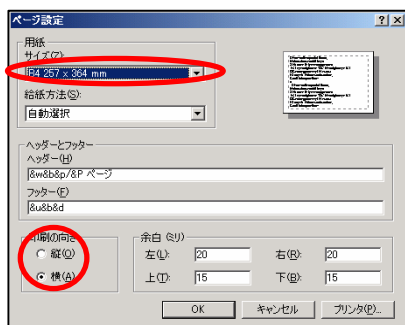 ページ設定
用紙
サイズ(Z):
B4 257 x 364 mm
給紙方法(S):
自動選択
ヘッダーとフッター
ヘッダー(H)
&w&b&p/&P ページ
フッター(F)
&u&b&d
印刷の向き
縦(O)
横(A)
余白 (ミリ)
左(L): 20 右(R): 20
上(T): 15 下(B): 15
OK キャンセル プリンタ(P)...